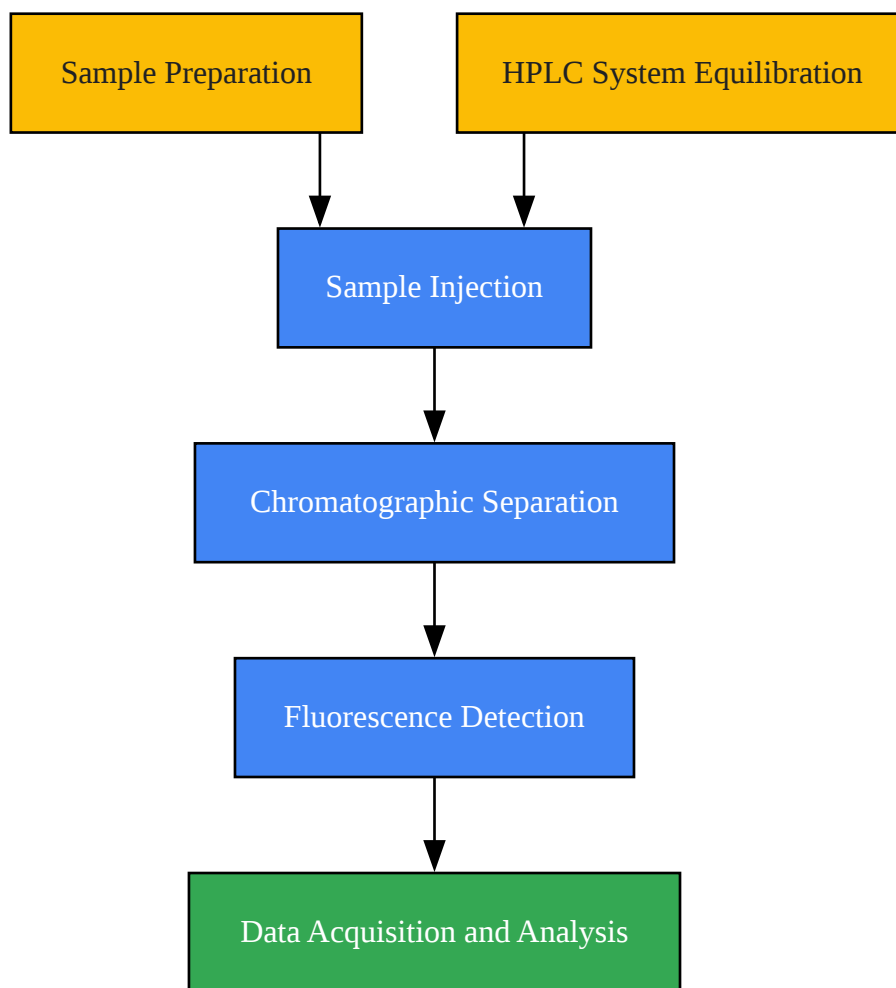 Sample Preparation
HPLC System Equilibration
Sample Injection
Chromatographic Separation
Fluorescence Detection
Data Acquisition and Analysis